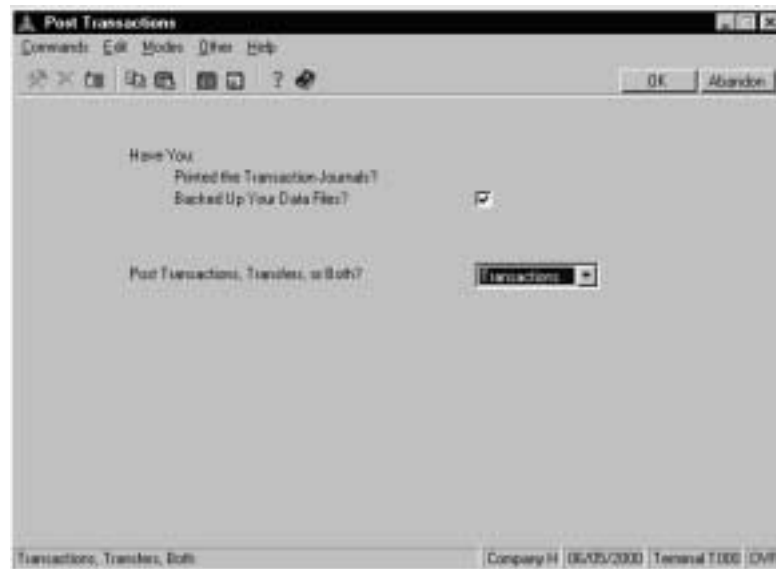 Post Transactions
Commands Edit Modes Other Help
? OK Abandon
Have You:
Printed the Transaction Journals?
Backed Up Your Data Files?
Post Transactions, Transfers, or Both? Transactions
Transactions, Transfers, Both Company H 06/05/2000 Terminal T000 OVR